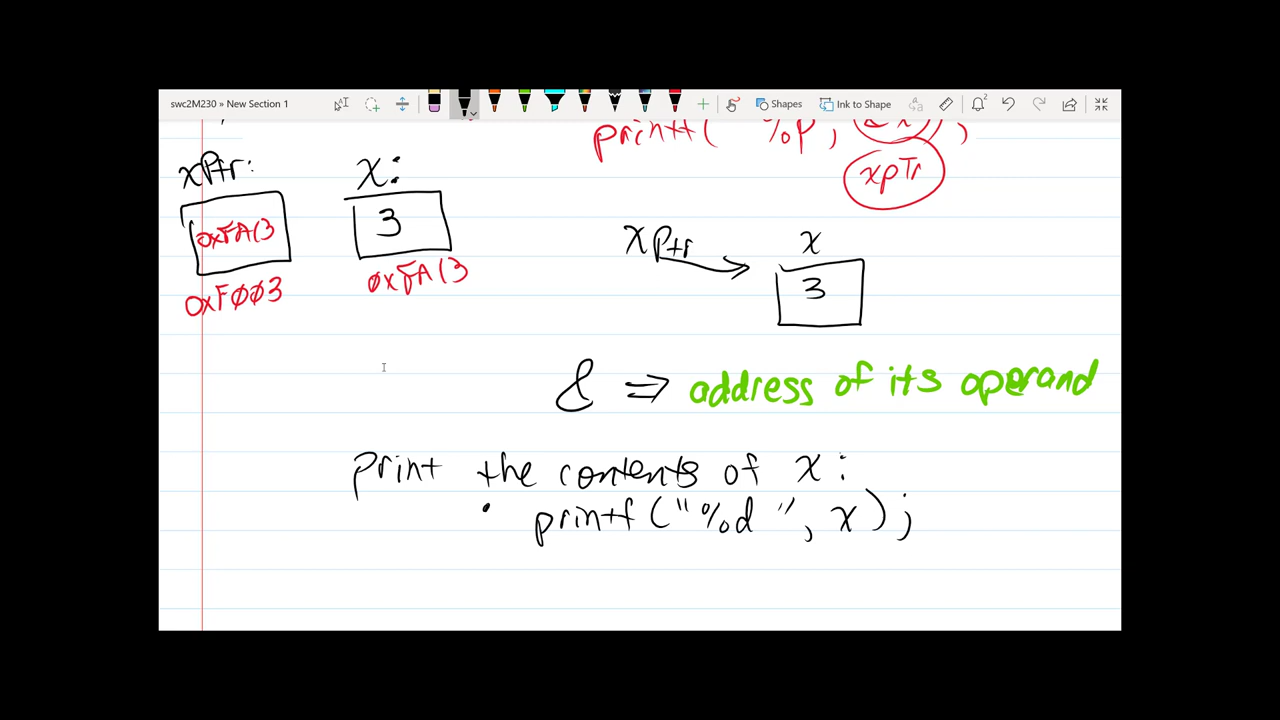 swc2M230 > New Section 1
Shapes
Ink to Shape
2
printf( "%p, &x) ;
xpTr
xPtr:
x:
0xFA13
3
0xF003
0xFA13
xPtr
x
3
& ⇒ address of its operand
print the contents of x:
• printf("%d ", x);